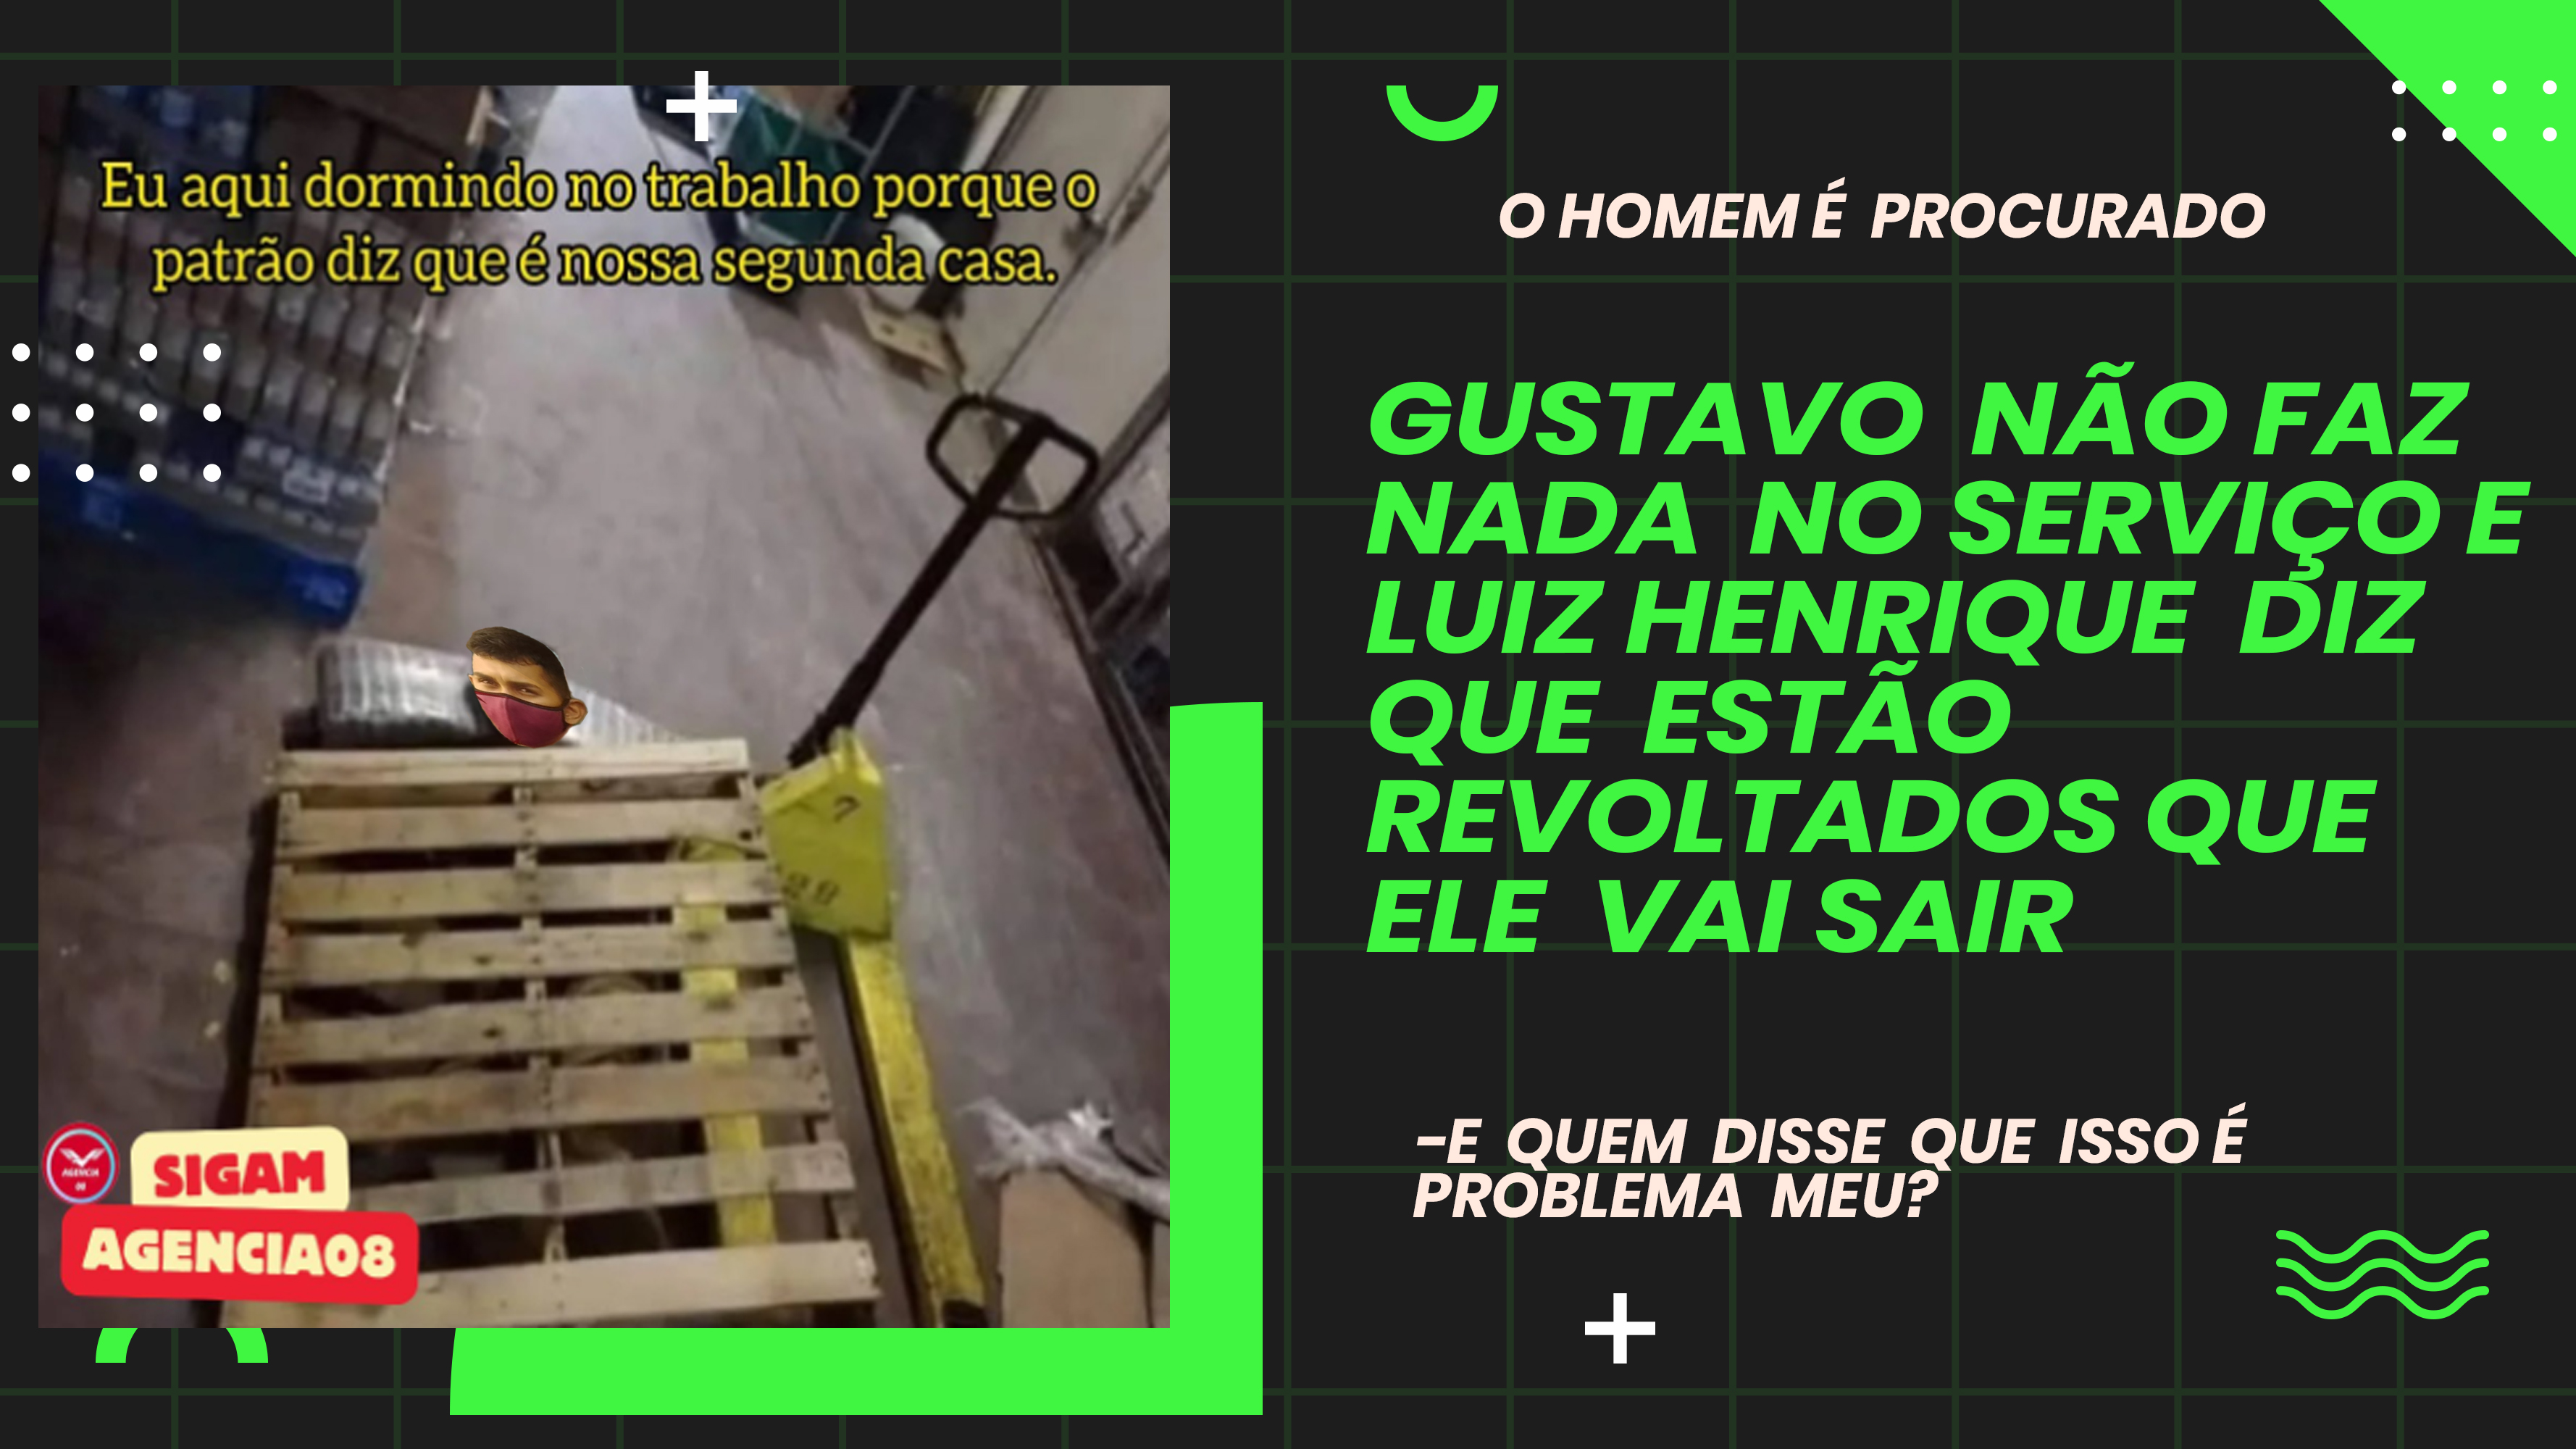 Eu aqui dormindo no trabalho porque o
patrão diz que é nossa segunda casa.
SIGAM
AGENCIA08
AGENCIA
08
O HOMEM É PROCURADO
GUSTAVO NÃO FAZ
NADA NO SERVIÇO E
LUIZ HENRIQUE DIZ
QUE ESTÃO
REVOLTADOS QUE
ELE VAI SAIR
-E QUEM DISSE QUE ISSO É
PROBLEMA MEU?